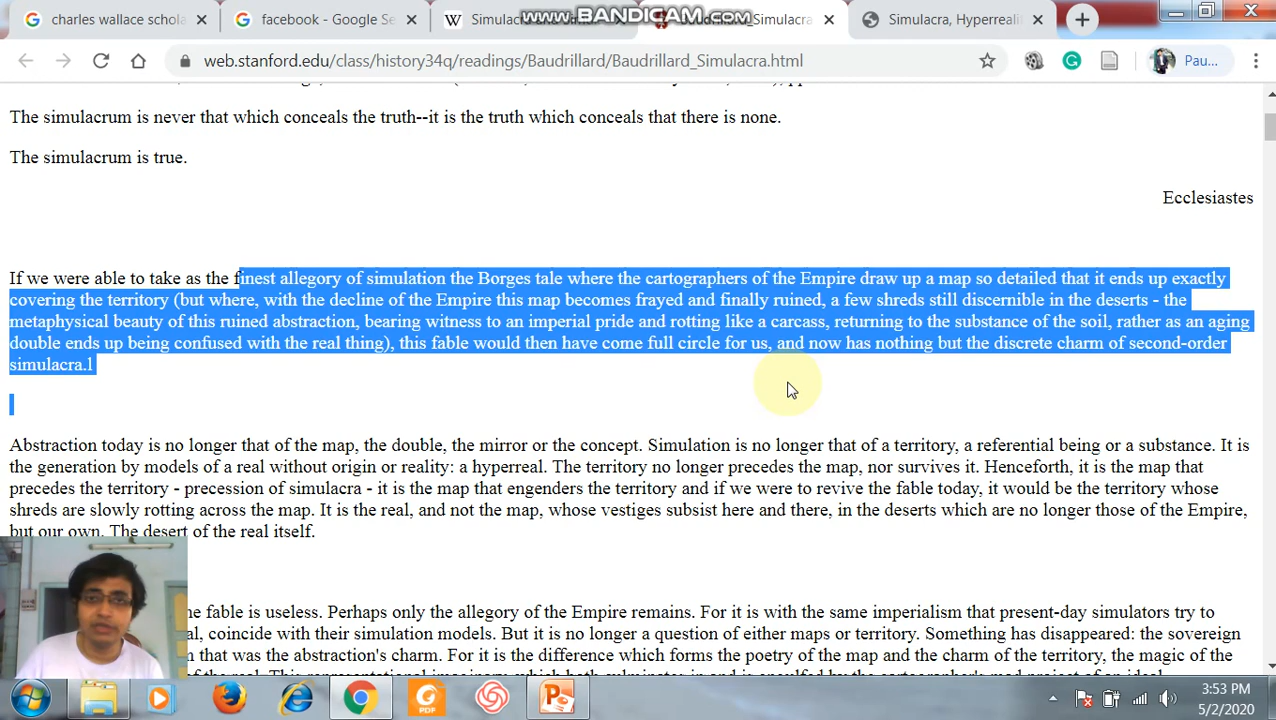 charles wallace schola
facebook - Google Se
Simulac
Baudrillard_Simulacra
Simulacra, Hyperreali
www.BANDICAM.com
web.stanford.edu/class/history34q/readings/Baudrillard/Baudrillard_Simulacra.html
Pau...
The simulacrum is never that which conceals the truth--it is the truth which conceals that there is none.
The simulacrum is true.
Ecclesiastes
If we were able to take as the finest allegory of simulation the Borges tale where the cartographers of the Empire draw up a map so detailed that it ends up exactly
covering the territory (but where, with the decline of the Empire this map becomes frayed and finally ruined, a few shreds still discernible in the deserts - the
metaphysical beauty of this ruined abstraction, bearing witness to an imperial pride and rotting like a carcass, returning to the substance of the soil, rather as an aging
double ends up being confused with the real thing), this fable would then have come full circle for us, and now has nothing but the discrete charm of second-order
simulacra.l
Abstraction today is no longer that of the map, the double, the mirror or the concept. Simulation is no longer that of a territory, a referential being or a substance. It is
the generation by models of a real without origin or reality: a hyperreal. The territory no longer precedes the map, nor survives it. Henceforth, it is the map that
precedes the territory - precession of simulacra - it is the map that engenders the territory and if we were to revive the fable today, it would be the territory whose
shreds are slowly rotting across the map. It is the real, and not the map, whose vestiges subsist here and there, in the deserts which are no longer those of the Empire,
but our own. The desert of the real itself.
the fable is useless. Perhaps only the allegory of the Empire remains. For it is with the same imperialism that present-day simulators try to
coincide with their simulation models. But it is no longer a question of either maps or territory. Something has disappeared: the sovereign
that was the abstraction's charm. For it is the difference which forms the poetry of the map and the charm of the territory, the magic of the
PDF
3:53 PM
5/2/2020